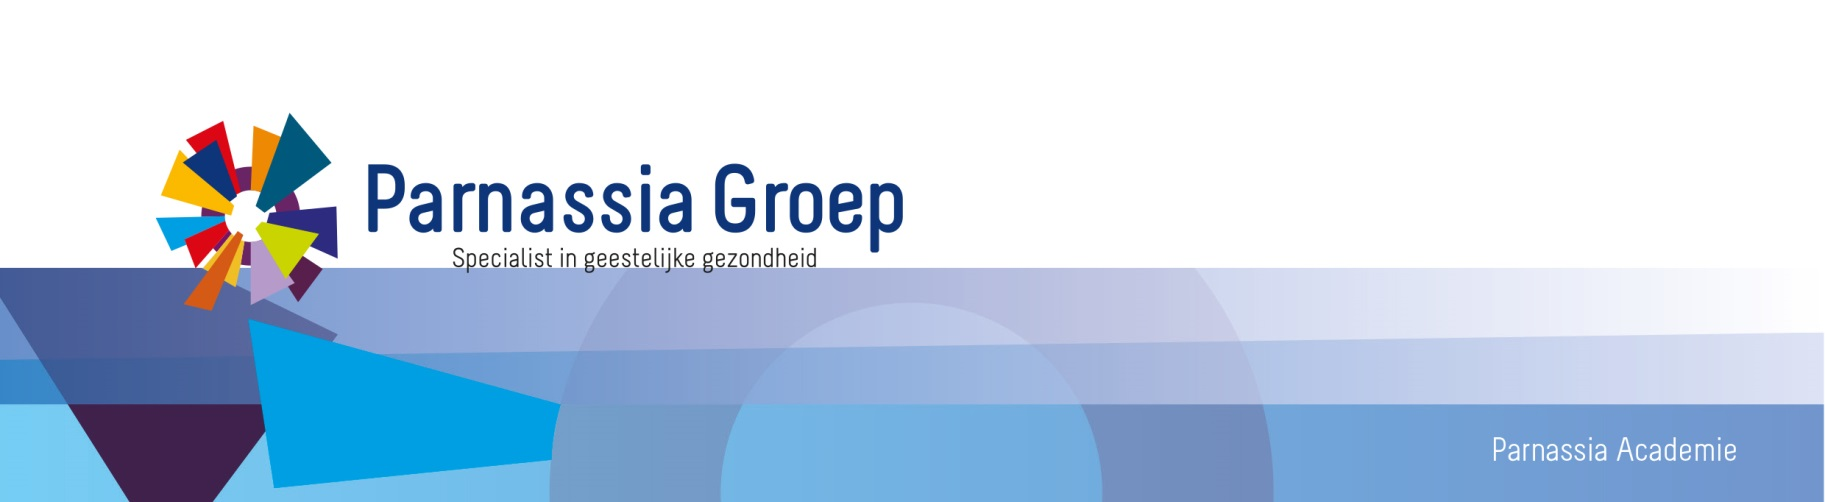 Parnassia Groep
Specialist in geestelijke gezondheid
Parnassia Academie